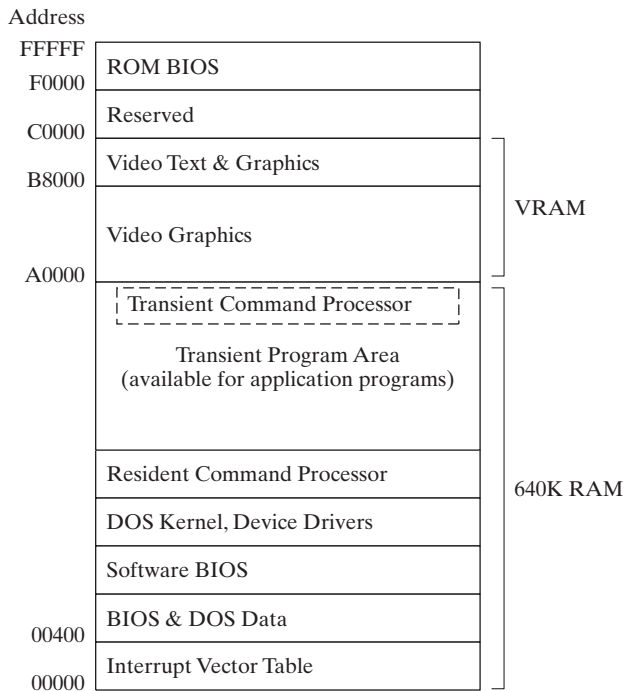 Address
FFFFF
ROM BIOS
F0000
Reserved
C0000
Video Text & Graphics
B8000
VRAM
Video Graphics
A0000
Transient Command Processor
Transient Program Area
(available for application programs)
Resident Command Processor
640K RAM
DOS Kernel, Device Drivers
Software BIOS
BIOS & DOS Data
00400
Interrupt Vector Table
00000